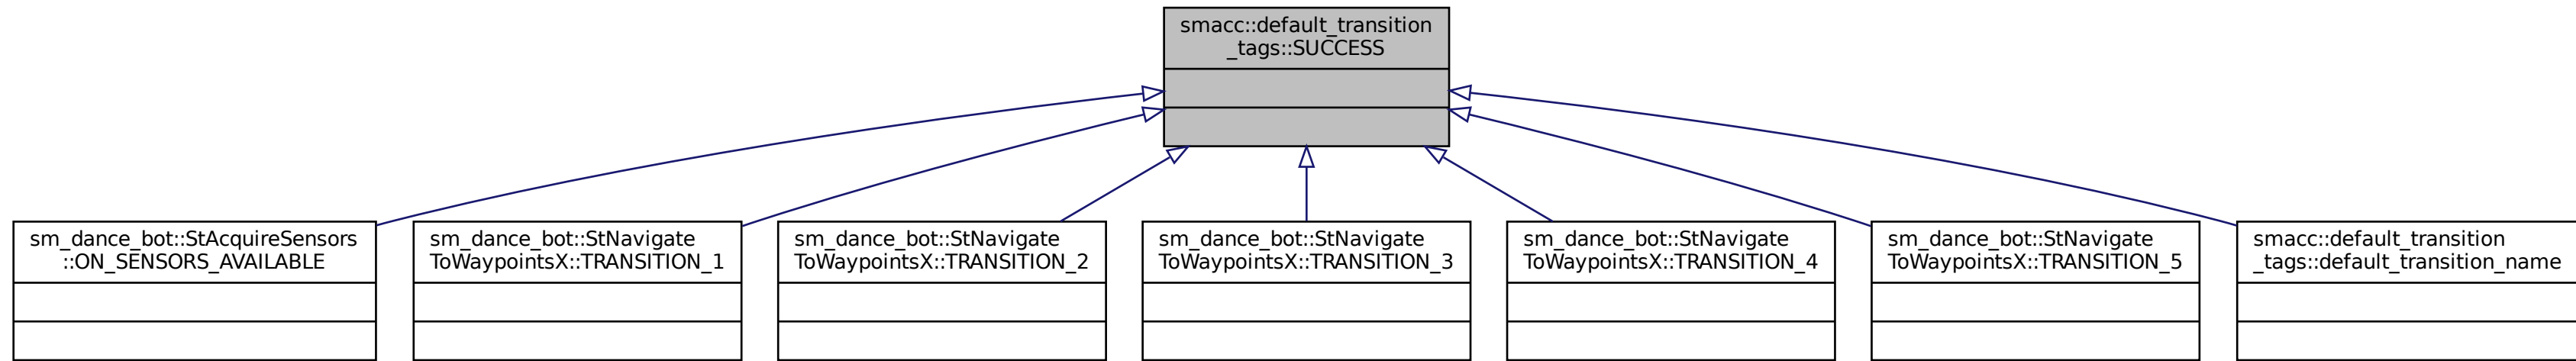 smacc::default_transition
_tags::SUCCESS
sm_dance_bot::StAcquireSensors
::ON_SENSORS_AVAILABLE
sm_dance_bot::StNavigate
ToWaypointsX::TRANSITION_1
sm_dance_bot::StNavigate
ToWaypointsX::TRANSITION_2
sm_dance_bot::StNavigate
ToWaypointsX::TRANSITION_3
sm_dance_bot::StNavigate
ToWaypointsX::TRANSITION_4
sm_dance_bot::StNavigate
ToWaypointsX::TRANSITION_5
smacc::default_transition
_tags::default_transition_name